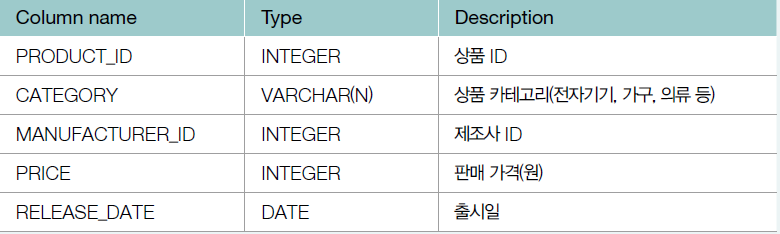 Column name Type Description
PRODUCT_ID INTEGER 상품 ID
CATEGORY VARCHAR(N) 상품 카테고리(전자기기, 가구, 의류 등)
MANUFACTURER_ID INTEGER 제조사 ID
PRICE INTEGER 판매 가격(원)
RELEASE_DATE DATE 출시일